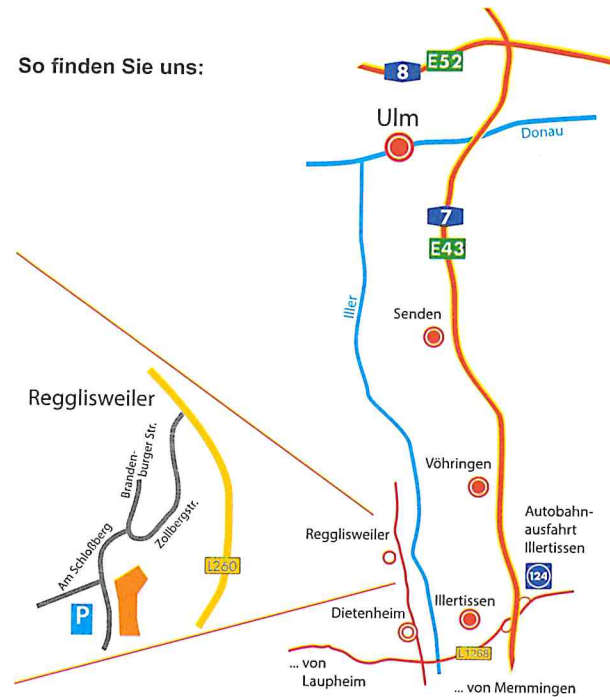 So finden Sie uns:
8
E52
Ulm
Donau
7
E43
Iller
Senden
Regglisweiler
Branden-
burger Str.
Zollbergstr.
Am Schloßberg
L260
P
Vöhringen
Autobahn-
ausfahrt
Illertissen
124
Regglisweiler
Illertissen
Dietenheim
L1268
... von
Laupheim
... von Memmingen